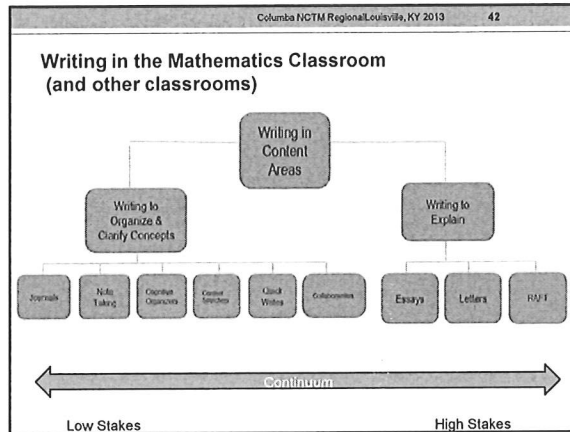 Columba NCTM RegionalLouisville, KY 2013 42
Writing in the Mathematics Classroom
(and other classrooms)
Writing in
Content
Areas
Writing to
Organize &
Clarify Concepts
Writing to
Explain
Journals
Note
Taking
Cognitive
Organizers
Content
Quick
Writes
Collaboration
Essays
Letters
RAFT
Continuum
Low Stakes
High Stakes